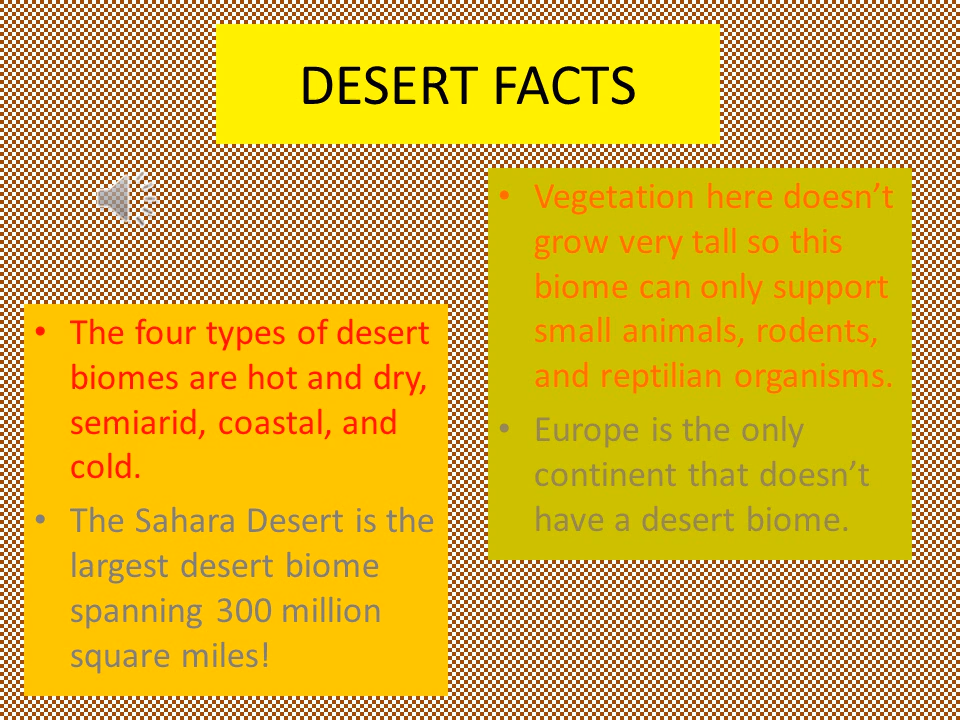 DESERT FACTS
• The four types of desert
biomes are hot and dry,
semiarid, coastal, and
cold.
• The Sahara Desert is the
largest desert biome
spanning 300 million
square miles!
• Vegetation here doesn’t
grow very tall so this
biome can only support
small animals, rodents,
and reptilian organisms.
• Europe is the only
continent that doesn’t
have a desert biome.